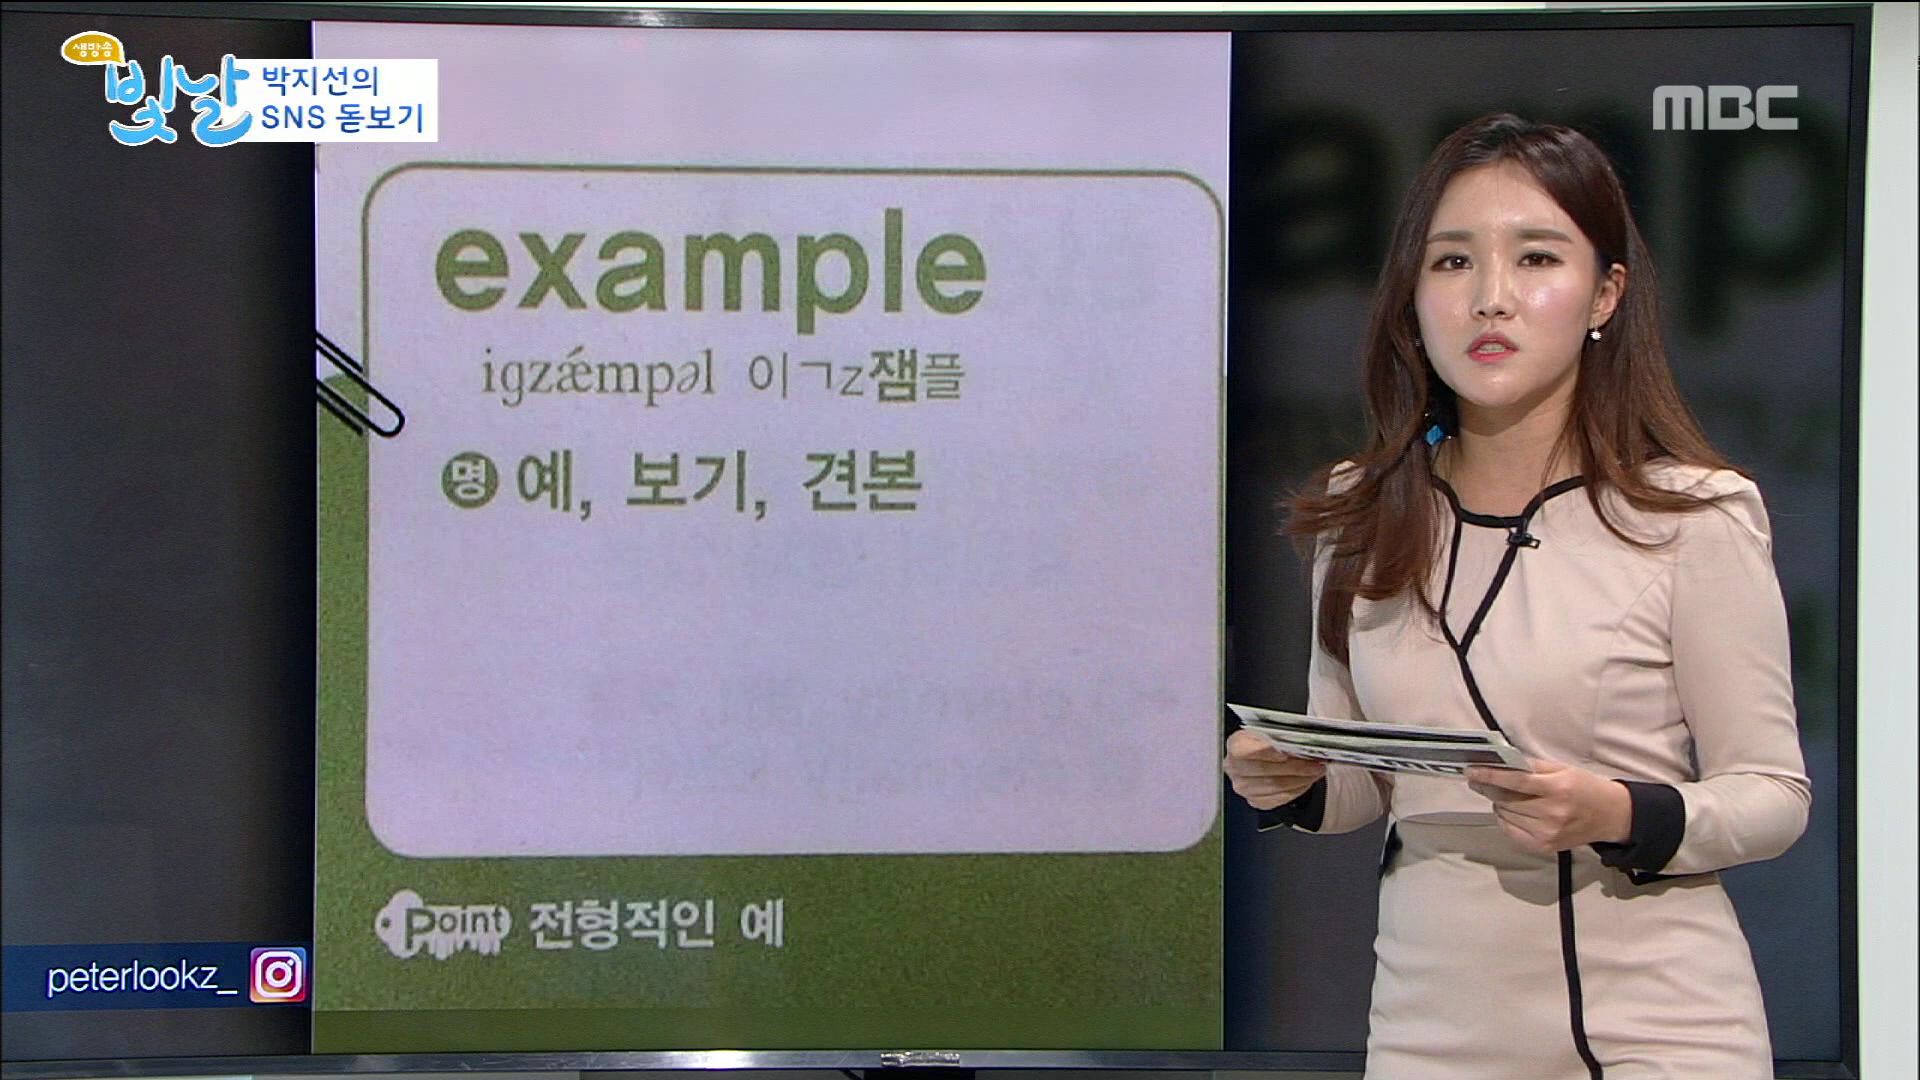 생방송
빛날
박지선의
SNS 돋보기
MBC
example
igzǽmpəl 이ㄱz잼플
명 예, 보기, 견본
Point 전형적인 예
peterlookz_